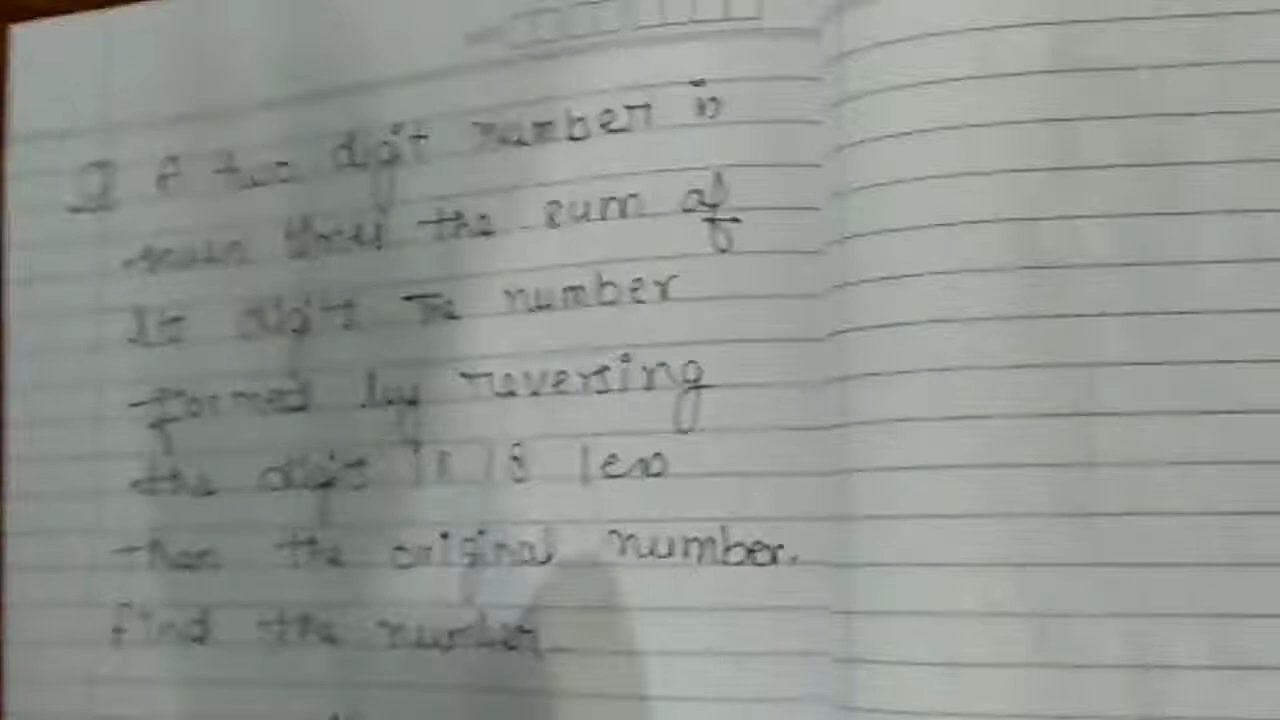 A two digit number is
seven times the sum of
its digits The number
formed by reversing
the digits is 18 less
than the original number.
Find the number